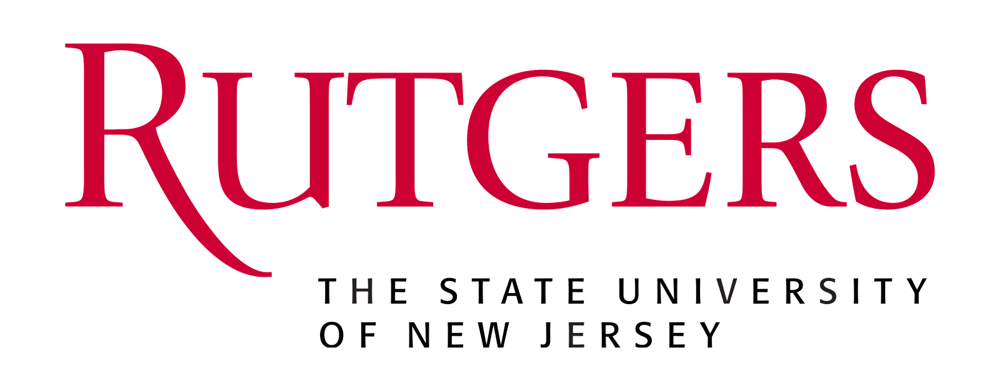 RUTGERS
THE STATE UNIVERSITY
OF NEW JERSEY